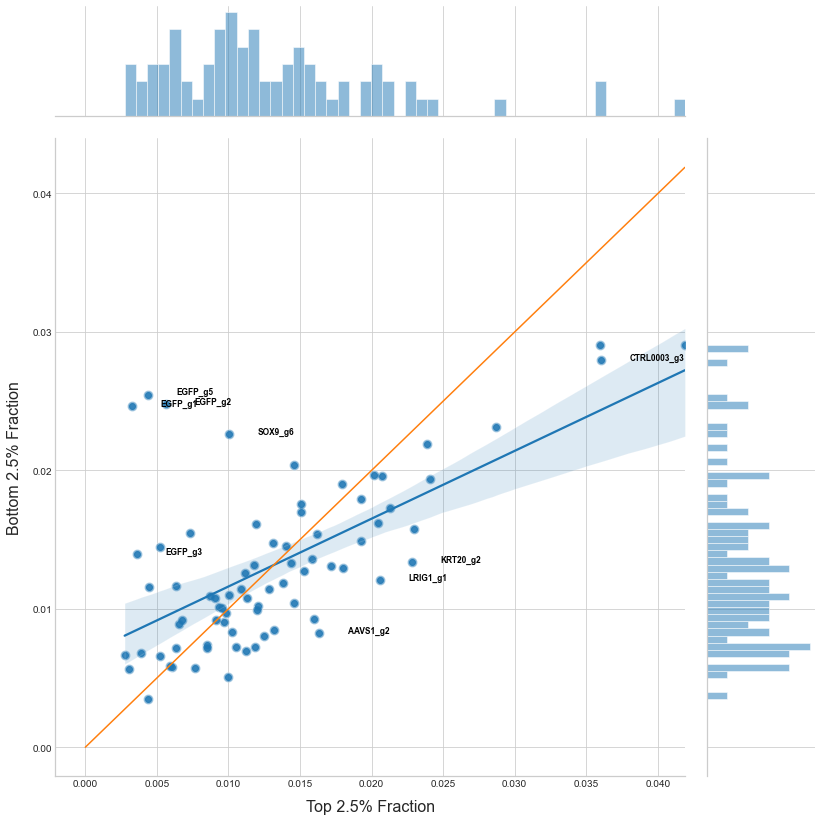 0.04
0.03
0.02
0.01
0.00
Bottom 2.5% Fraction
CTRL0003_g3
EGFP_g5
EGFP_g1
EGFP_g2
SOX9_g6
EGFP_g3
KRT20_g2
LRIG1_g1
AAVS1_g2
0.000 0.005 0.010 0.015 0.020 0.025 0.030 0.035 0.040
Top 2.5% Fraction